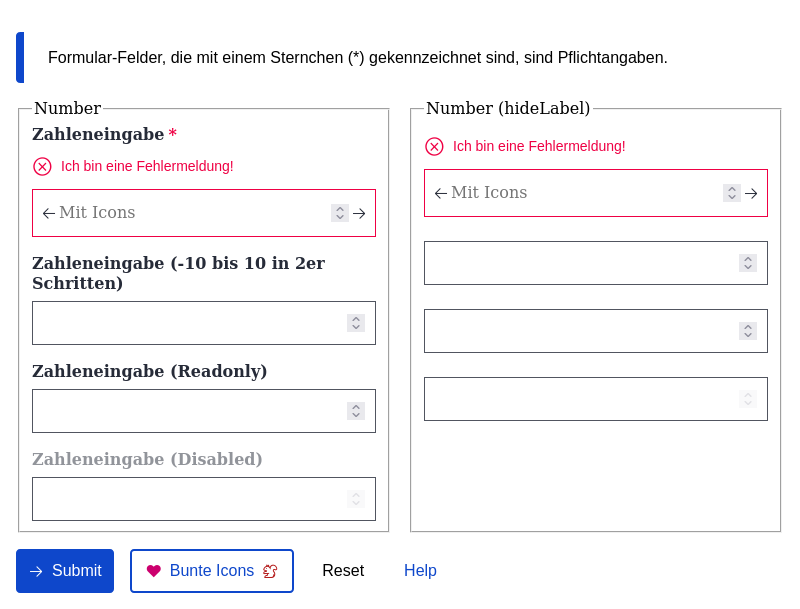 Formular-Felder, die mit einem Sternchen (*) gekennzeichnet sind, sind Pflichtangaben.
Number
Zahleneingabe *
Ich bin eine Fehlermeldung!
Mit Icons
Zahleneingabe (-10 bis 10 in 2er
Schritten)
Zahleneingabe (Readonly)
Zahleneingabe (Disabled)
Number (hideLabel)
Ich bin eine Fehlermeldung!
Mit Icons
Submit
Bunte Icons
Reset
Help